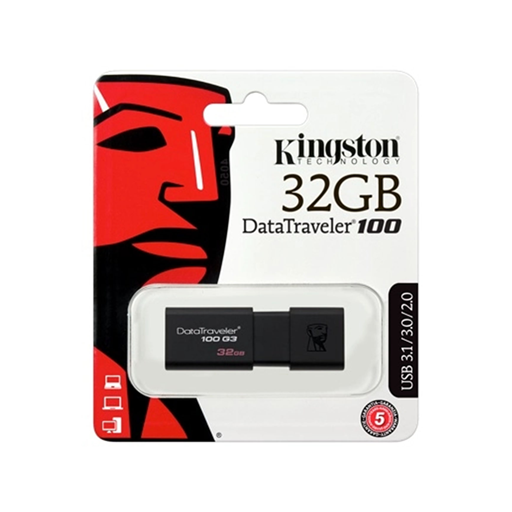 Kingston
TECHNOLOGY
32GB
DataTraveler® 100
USB 3.1/3.0/2.0
DataTraveler®
100 G3
32GB
5